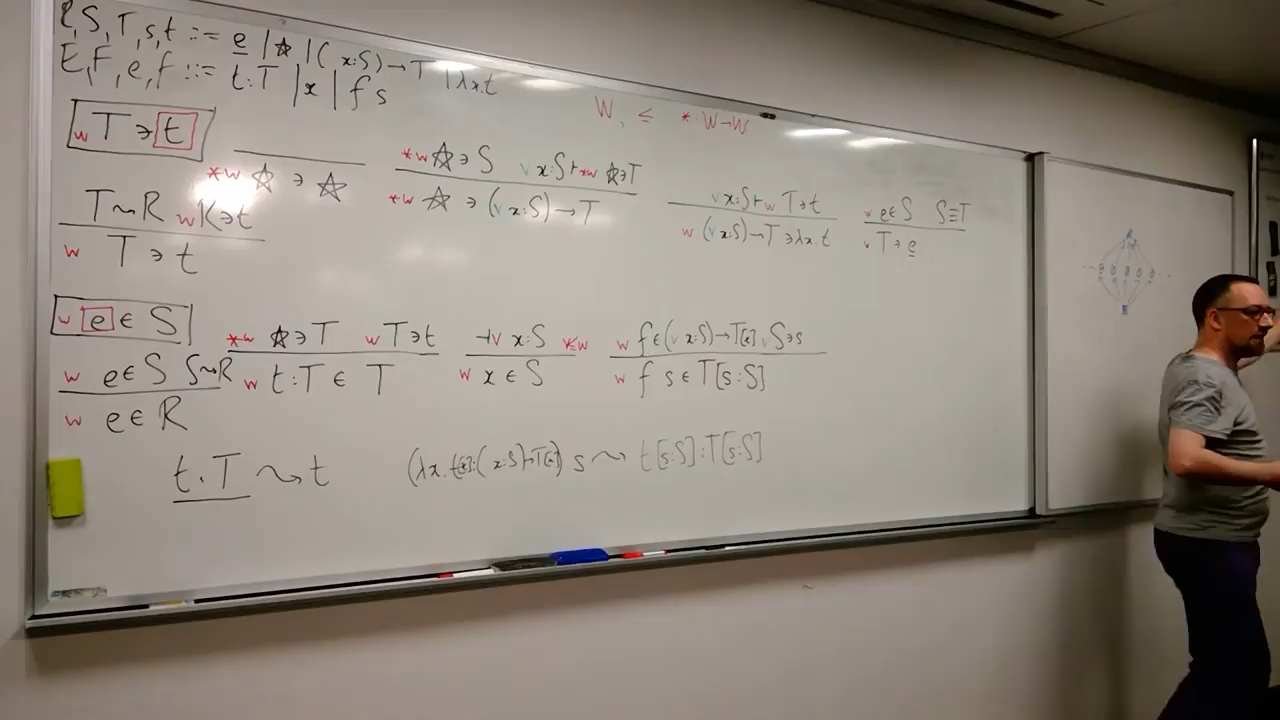 R, S, T, s, t ::= e | ☆ | (x:S)→T | λx.t
E, F, e, f ::= t:T | x | f s
W, ≤ *:W→W
w T ∋ t
*w ☆ ∋ ☆
*w ☆ ∋ S v x:S ⊢ *w ☆ ∋ T
*w ☆ ∋ (v x:S)→T
v x:S ⊢ w T ∋ t
w (v x:S)→T ∋ λx.t
w e ∈ S S ≡ T
T ∋ e
T ⇝ R w R ∋ t
w T ∋ t
w e ∈ S
*w ☆ ∋ T w T ∋ t
w t:T ∈ T
⊣v x:S v≤w
w x ∈ S
w f ∈ (v x:S)→T[x] v S ∋ s
w f s ∈ T[s:S]
w e ∈ S S ⇝ R
w e ∈ R
t:T ⇝ t
(λx.t[x]:(x:S)→T[x]) s ⇝ t[s:S]:T[s:S]